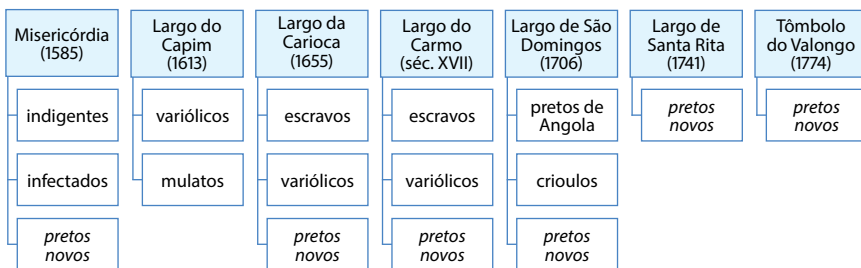 Misericórdia
(1585)
indigentes
infectados
pretos
novos
Largo do
Capim
(1613)
variólicos
mulatos
Largo da
Carioca
(1655)
escravos
variólicos
pretos
novos
Largo do
Carmo
(séc. XVII)
escravos
variólicos
pretos
novos
Largo de São
Domingos
(1706)
pretos de
Angola
crioulos
pretos
novos
Largo de
Santa Rita
(1741)
pretos
novos
Tômbolo
do Valongo
(1774)
pretos
novos